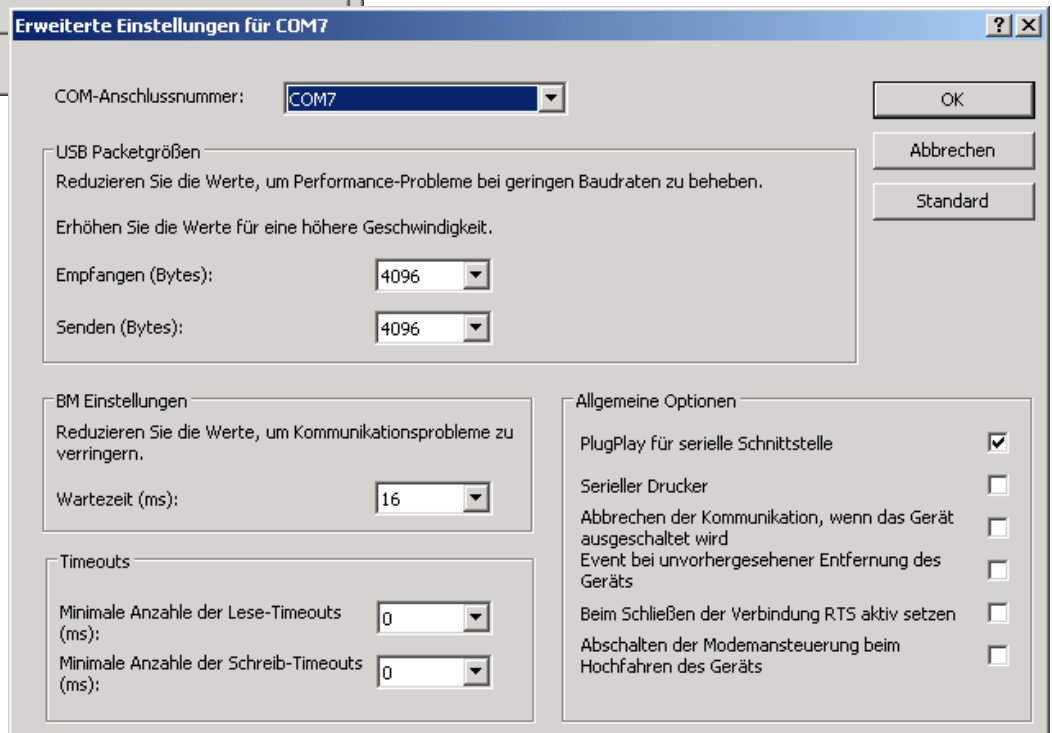 Erweiterte Einstellungen für COM7
COM-Anschlussnummer:
COM7
OK
Abbrechen
Standard
USB Packetgrößen
Reduzieren Sie die Werte, um Performance-Probleme bei geringen Baudraten zu beheben.
Erhöhen Sie die Werte für eine höhere Geschwindigkeit.
Empfangen (Bytes):
4096
Senden (Bytes):
4096
BM Einstellungen
Reduzieren Sie die Werte, um Kommunikationsprobleme zu
verringern.
Wartezeit (ms):
16
Timeouts
Minimale Anzahle der Lese-Timeouts
(ms):
0
Minimale Anzahle der Schreib-Timeouts
(ms):
0
Allgemeine Optionen
PlugPlay für serielle Schnittstelle
Serieller Drucker
Abbrechen der Kommunikation, wenn das Gerät
ausgeschaltet wird
Event bei unvorhergesehener Entfernung des
Geräts
Beim Schließen der Verbindung RTS aktiv setzen
Abschalten der Modemansteuerung beim
Hochfahren des Geräts